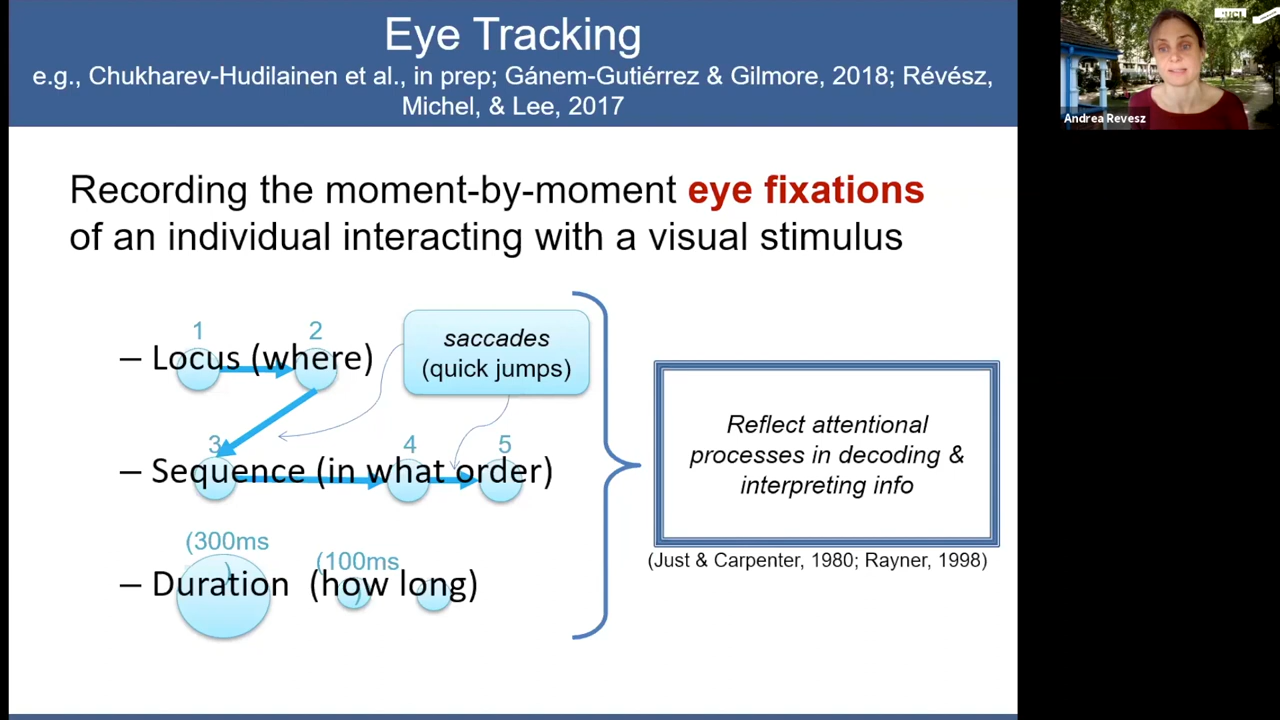 Eye Tracking
e.g., Chukharev-Hudilainen et al., in prep; Gánem-Gutiérrez & Gilmore, 2018; Révész,
Michel, & Lee, 2017
Recording the moment-by-moment eye fixations
of an individual interacting with a visual stimulus
1 2
– Locus (where)
saccades
(quick jumps)
3 4 5
– Sequence (in what order)
(300ms
)
(100ms
)
– Duration (how long)
Reflect attentional
processes in decoding &
interpreting info
(Just & Carpenter, 1980; Rayner, 1998)
Andrea Revesz